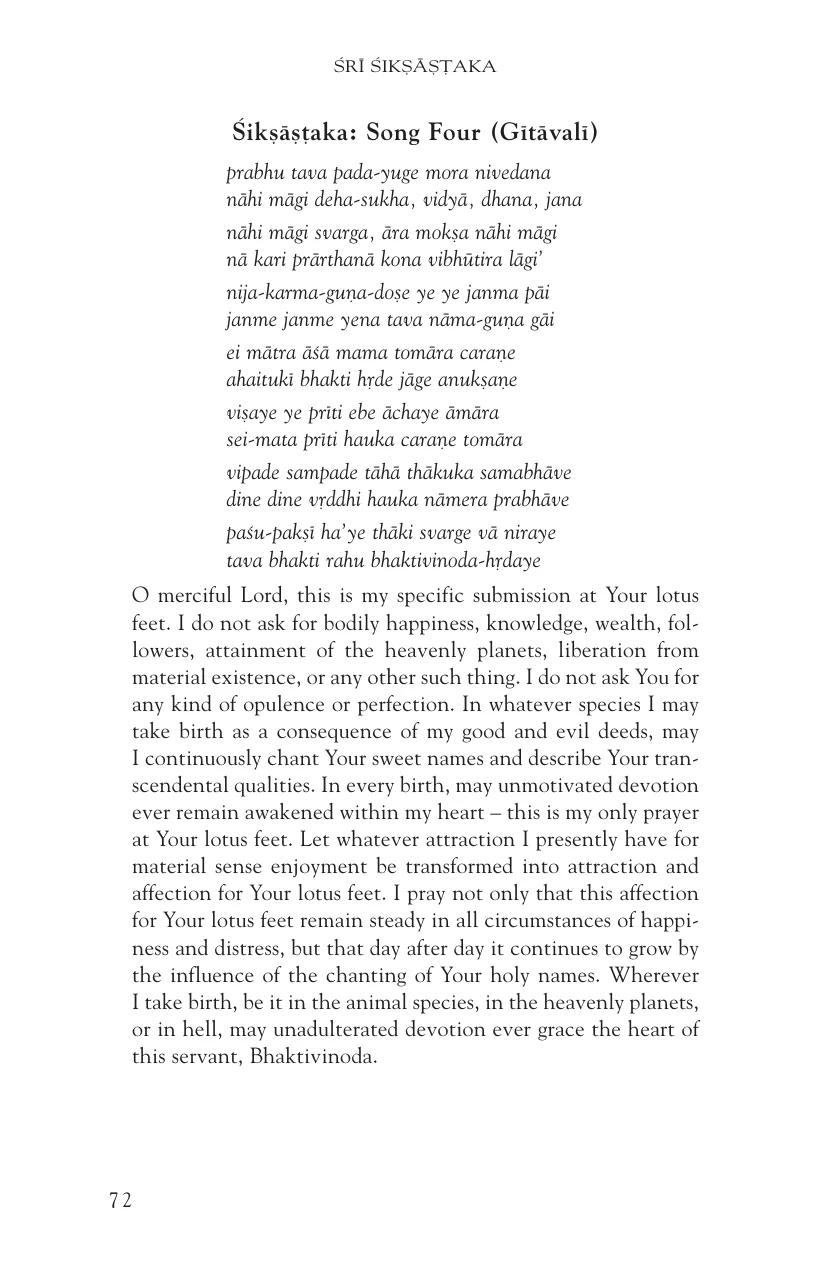 ŚRĪ ŚIKṢĀṢṬAKA
Śikṣāṣṭaka: Song Four (Gītāvalī)
prabhu tava pada-yuge mora nivedana
nāhi māgi deha-sukha, vidyā, dhana, jana
nāhi māgi svarga, āra mokṣa nāhi māgi
nā kari prārthanā kona vibhūtira lāgi’
nija-karma-guṇa-doṣe ye ye janma pāi
janme janme yena tava nāma-guṇa gāi
ei mātra āśā mama tomāra caraṇe
ahaitukī bhakti hṛde jāge anukṣaṇe
viṣaye ye prīti ebe āchaye āmāra
sei-mata prīti hauka caraṇe tomāra
vipade sampade tāhā thākuka samabhāve
dine dine vṛddhi hauka nāmera prabhāve
paśu-pakṣī ha’ye thāki svarge vā niraye
tava bhakti rahu bhaktivinoda-hṛdaye
O merciful Lord, this is my specific submission at Your lotus
feet. I do not ask for bodily happiness, knowledge, wealth, fol-
lowers, attainment of the heavenly planets, liberation from
material existence, or any other such thing. I do not ask You for
any kind of opulence or perfection. In whatever species I may
take birth as a consequence of my good and evil deeds, may
I continuously chant Your sweet names and describe Your tran-
scendental qualities. In every birth, may unmotivated devotion
ever remain awakened within my heart – this is my only prayer
at Your lotus feet. Let whatever attraction I presently have for
material sense enjoyment be transformed into attraction and
affection for Your lotus feet. I pray not only that this affection
for Your lotus feet remain steady in all circumstances of happi-
ness and distress, but that day after day it continues to grow by
the influence of the chanting of Your holy names. Wherever
I take birth, be it in the animal species, in the heavenly planets,
or in hell, may unadulterated devotion ever grace the heart of
this servant, Bhaktivinoda.
72